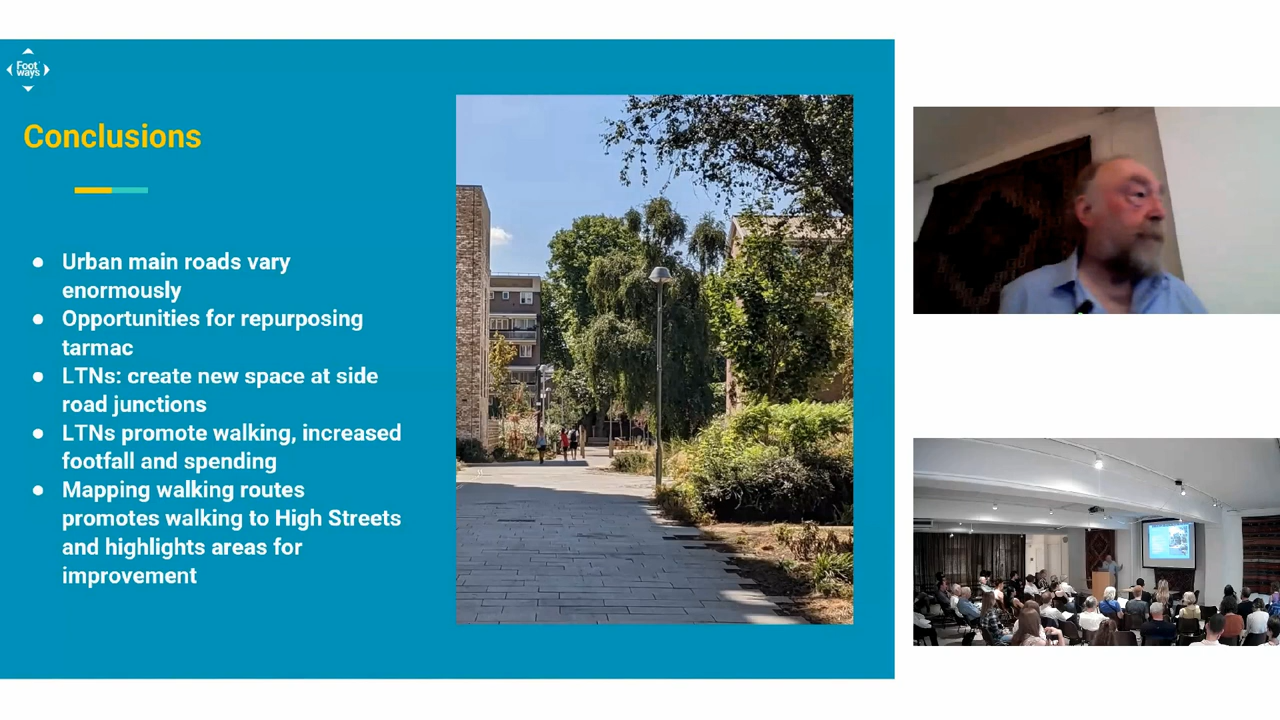 Foot
ways
Conclusions
● Urban main roads vary
enormously
● Opportunities for repurposing
tarmac
● LTNs: create new space at side
road junctions
● LTNs promote walking, increased
footfall and spending
● Mapping walking routes
promotes walking to High Streets
and highlights areas for
improvement